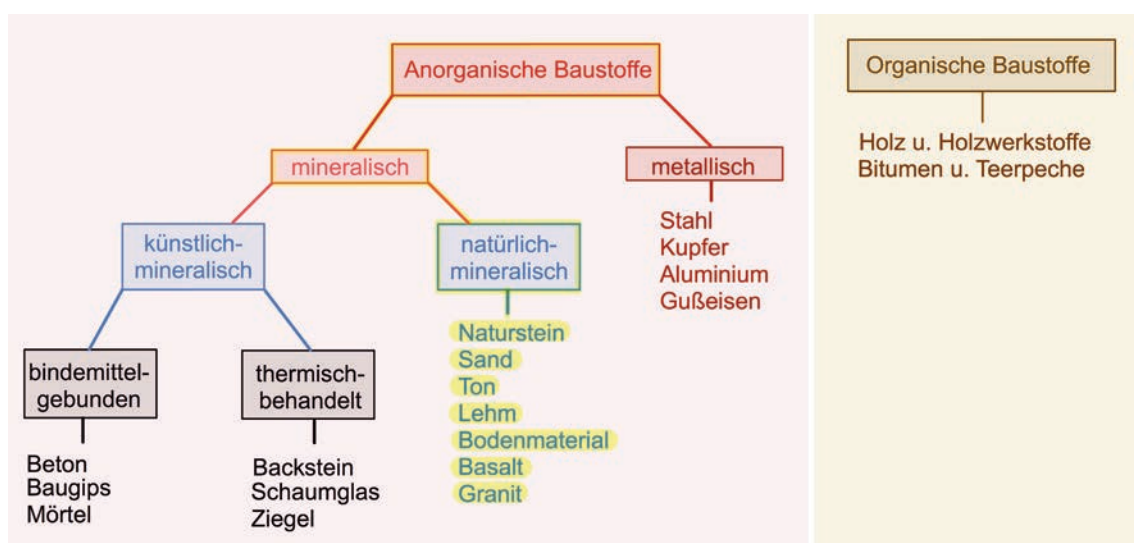 Anorganische Baustoffe
mineralisch
metallisch
Stahl
Kupfer
Aluminium
Gußeisen
künstlich-
mineralisch
natürlich-
mineralisch
Naturstein
Sand
Ton
Lehm
Bodenmaterial
Basalt
Granit
bindemittel-
gebunden
Beton
Baugips
Mörtel
thermisch-
behandelt
Backstein
Schaumglas
Ziegel
Organische Baustoffe
Holz u. Holzwerkstoffe
Bitumen u. Teerpeche